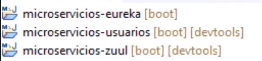 microservicios-eureka [boot]
microservicios-usuarios [boot] [devtools]
microservicios-zuul [boot] [devtools]